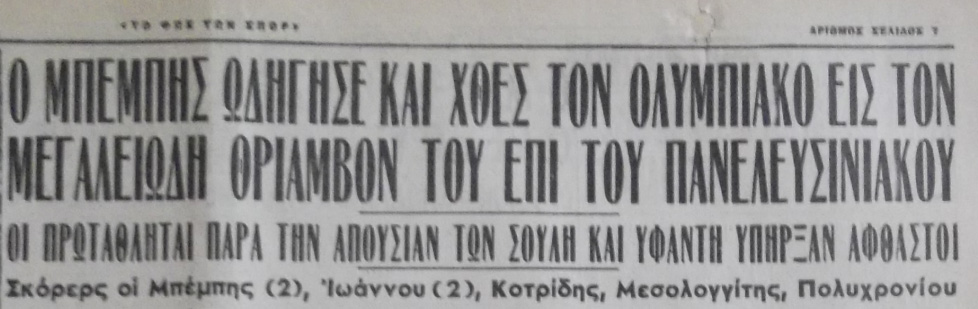 «ΤΟ ΦΩΣ ΤΩΝ ΣΠΟΡ»
ΑΡΙΘΜΟΣ ΣΕΛΙΔΟΣ 7
Ο ΜΠΕΜΠΗΣ ΩΔΗΓΗΣΕ ΚΑΙ ΧΘΕΣ ΤΟΝ ΟΛΥΜΠΙΑΚΟ ΕΙΣ ΤΟΝ
ΜΕΓΑΛΕΙΩΔΗ ΘΡΙΑΜΒΟΝ ΤΟΥ ΕΠΙ ΤΟΥ ΠΑΝΕΛΕΥΣΙΝΙΑΚΟΥ
ΟΙ ΠΡΩΤΑΘΛΗΤΑΙ ΠΑΡΑ ΤΗΝ ΑΠΟΥΣΙΑΝ ΤΩΝ ΣΟΥΛΗ ΚΑΙ ΥΦΑΝΤΗ ΥΠΗΡΞΑΝ ΑΦΘΑΣΤΟΙ
Σκόρερς οἱ Μπέμπης (2), Ἰωάννου (2), Κοτρίδης, Μεσολογγίτης, Πολυχρονίου